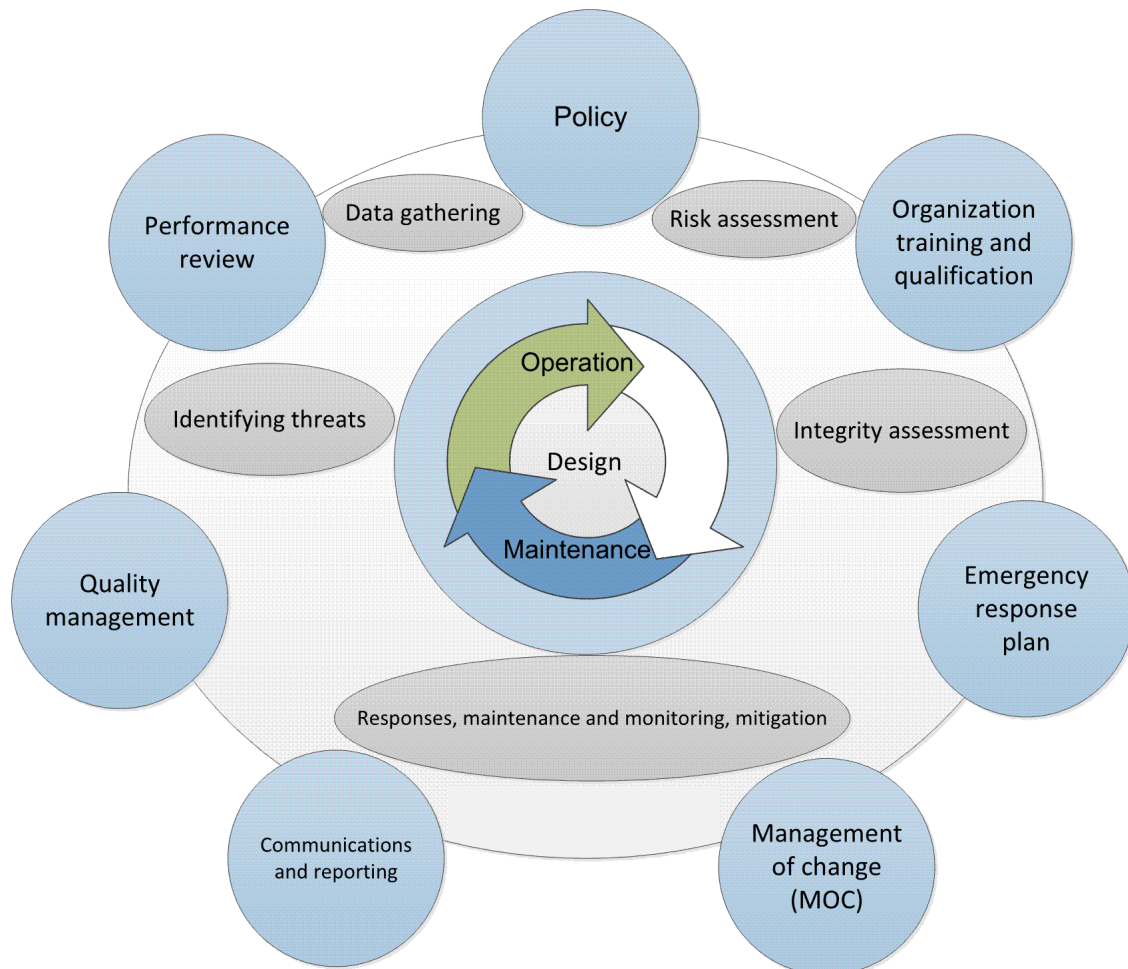 Policy
Data gathering
Risk assessment
Performance
review
Organization
training and
qualification
Operation
Identifying threats
Integrity assessment
Design
Maintenance
Quality
management
Emergency
response
plan
Responses, maintenance and monitoring, mitigation
Communications
and reporting
Management
of change
(MOC)